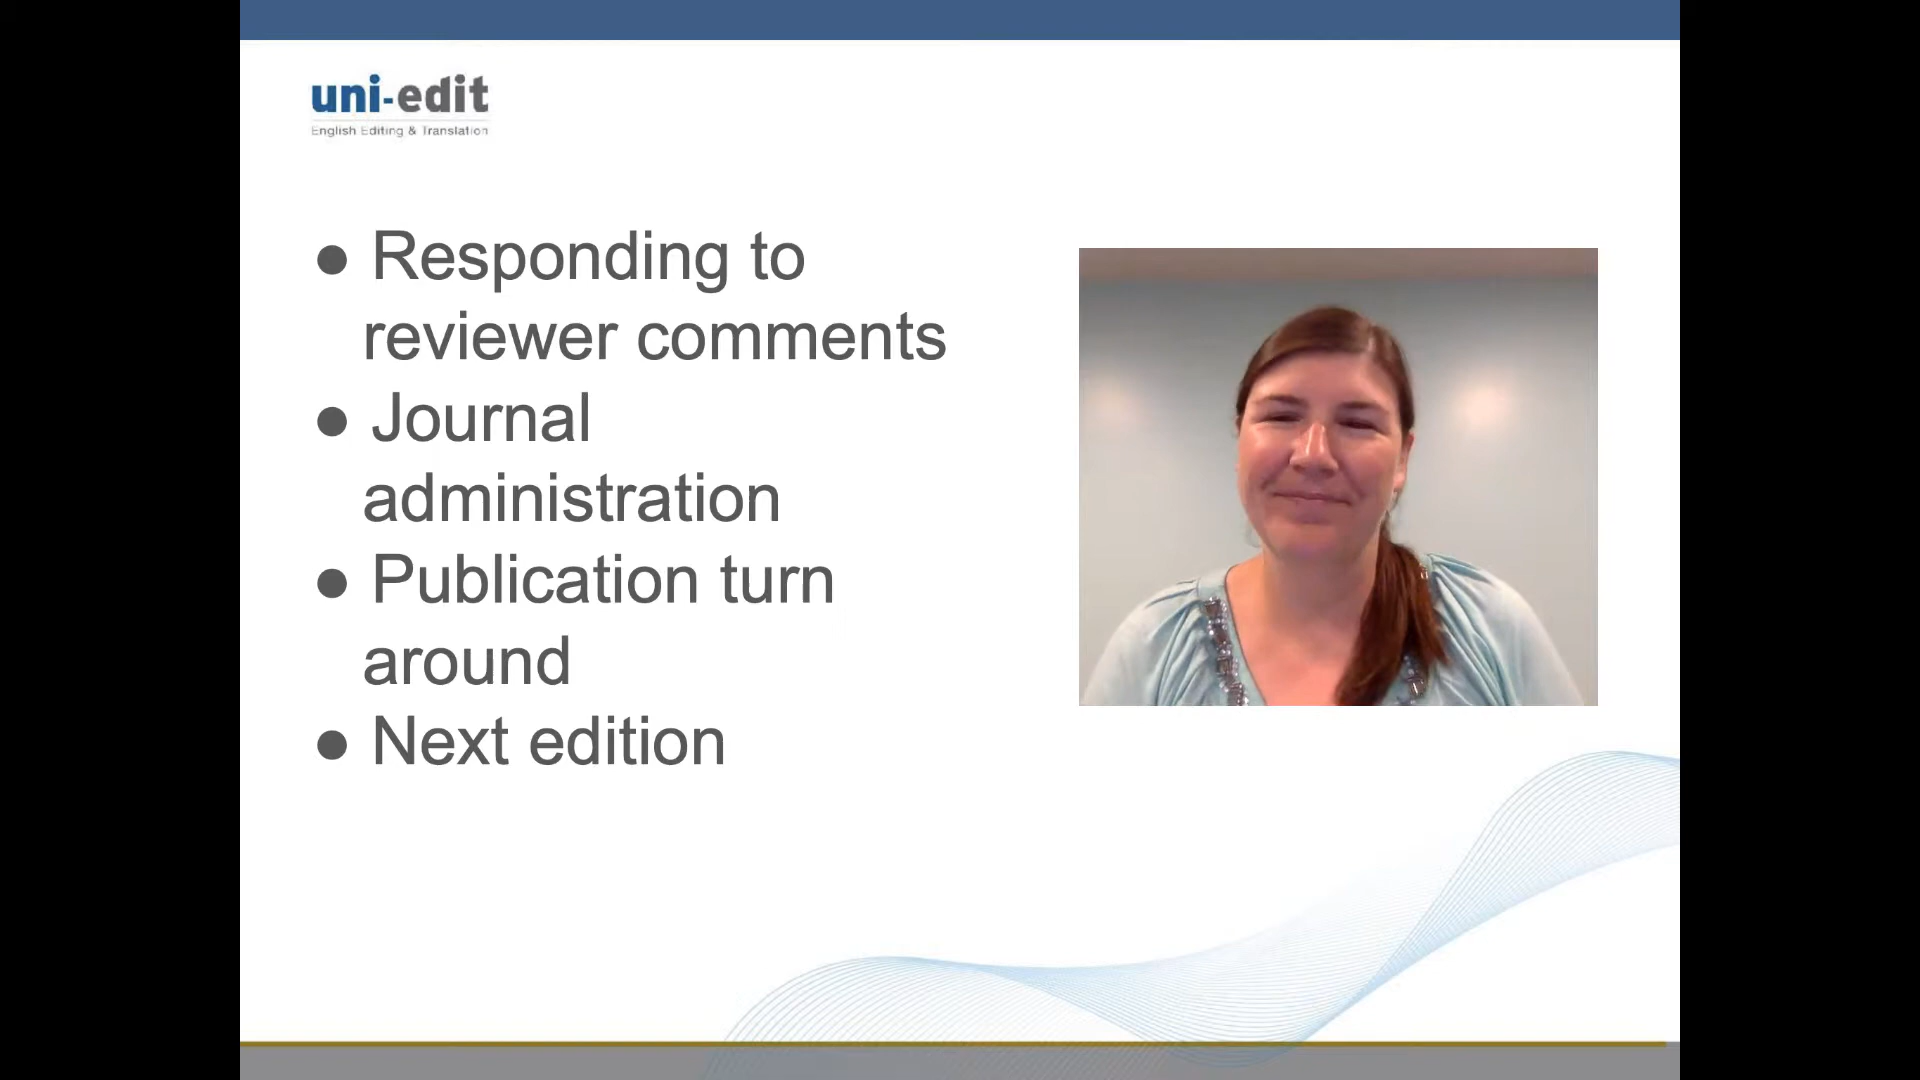 uni-edit
English Editing & Translation
● Responding to
reviewer comments
● Journal
administration
● Publication turn
around
● Next edition